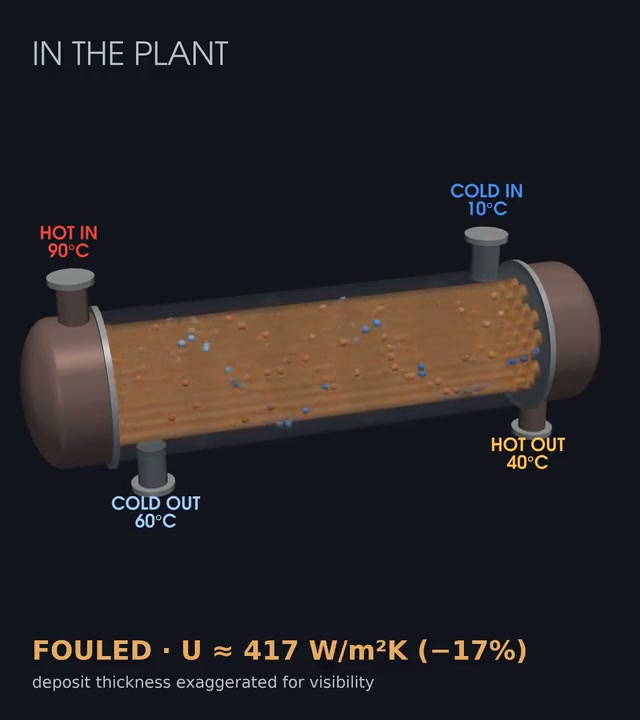 IN THE PLANT
COLD IN
10°C
HOT IN
90°C
HOT OUT
40°C
COLD OUT
60°C
FOULED · U ≈ 417 W/m²K (−17%)
deposit thickness exaggerated for visibility